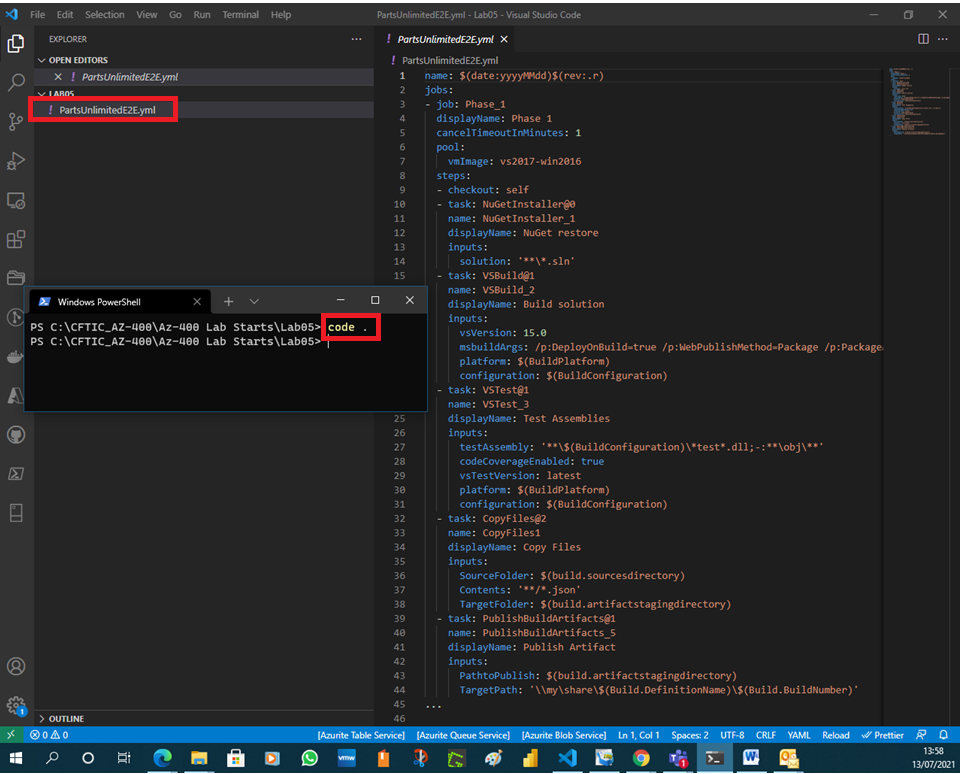 File Edit Selection View Go Run Terminal Help PartsUnlimitedE2E.yml - Lab05 - Visual Studio Code
EXPLORER
OPEN EDITORS
! PartsUnlimitedE2E.yml
LAB05
! PartsUnlimitedE2E.yml
OUTLINE
! PartsUnlimitedE2E.yml
! PartsUnlimitedE2E.yml
1 name: $(date:yyyyMMdd)$(rev:.r)
2 jobs:
3 - job: Phase_1
4 displayName: Phase 1
5 cancelTimeoutInMinutes: 1
6 pool:
7 vmImage: vs2017-win2016
8 steps:
9 - checkout: self
10 - task: NuGetInstaller@0
11 name: NuGetInstaller_1
12 displayName: NuGet restore
13 inputs:
14 solution: '**\*.sln'
15 - task: VSBuild@1
name: VSBuild_2
displayName: Build solution
inputs:
vsVersion: 15.0
msbuildArgs: /p:DeployOnBuild=true /p:WebPublishMethod=Package /p:Package
platform: $(BuildPlatform)
configuration: $(BuildConfiguration)
- task: VSTest@1
name: VSTest_3
25 displayName: Test Assemblies
26 inputs:
27 testAssembly: '**\$(BuildConfiguration)\*test*.dll;-:**\obj\**'
28 codeCoverageEnabled: true
29 vsTestVersion: latest
30 platform: $(BuildPlatform)
31 configuration: $(BuildConfiguration)
32 - task: CopyFiles@2
33 name: CopyFiles1
34 displayName: Copy Files
35 inputs:
36 SourceFolder: $(build.sourcesdirectory)
37 Contents: '**/*.json'
38 TargetFolder: $(build.artifactstagingdirectory)
39 - task: PublishBuildArtifacts@1
40 name: PublishBuildArtifacts_5
41 displayName: Publish Artifact
42 inputs:
43 PathtoPublish: $(build.artifactstagingdirectory)
44 TargetPath: '\\my\share\$(Build.DefinitionName)\$(Build.BuildNumber)'
45 ...
46
Windows PowerShell
PS C:\CFTIC_AZ-400\Az-400 Lab Starts\Lab05> code .
PS C:\CFTIC_AZ-400\Az-400 Lab Starts\Lab05>
1
0 0 [Azurite Table Service] [Azurite Queue Service] [Azurite Blob Service] Ln 1, Col 1 Spaces: 2 UTF-8 CRLF YAML Reload Prettier
vmw
13:58
13/07/2021